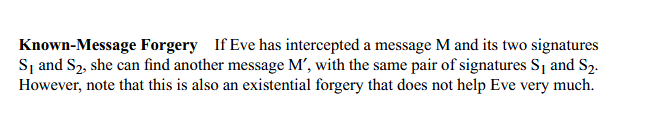 Known-Message Forgery If Eve has intercepted a message M and its two signatures
S₁ and S₂, she can find another message M′, with the same pair of signatures S₁ and S₂.
However, note that this is also an existential forgery that does not help Eve very much.